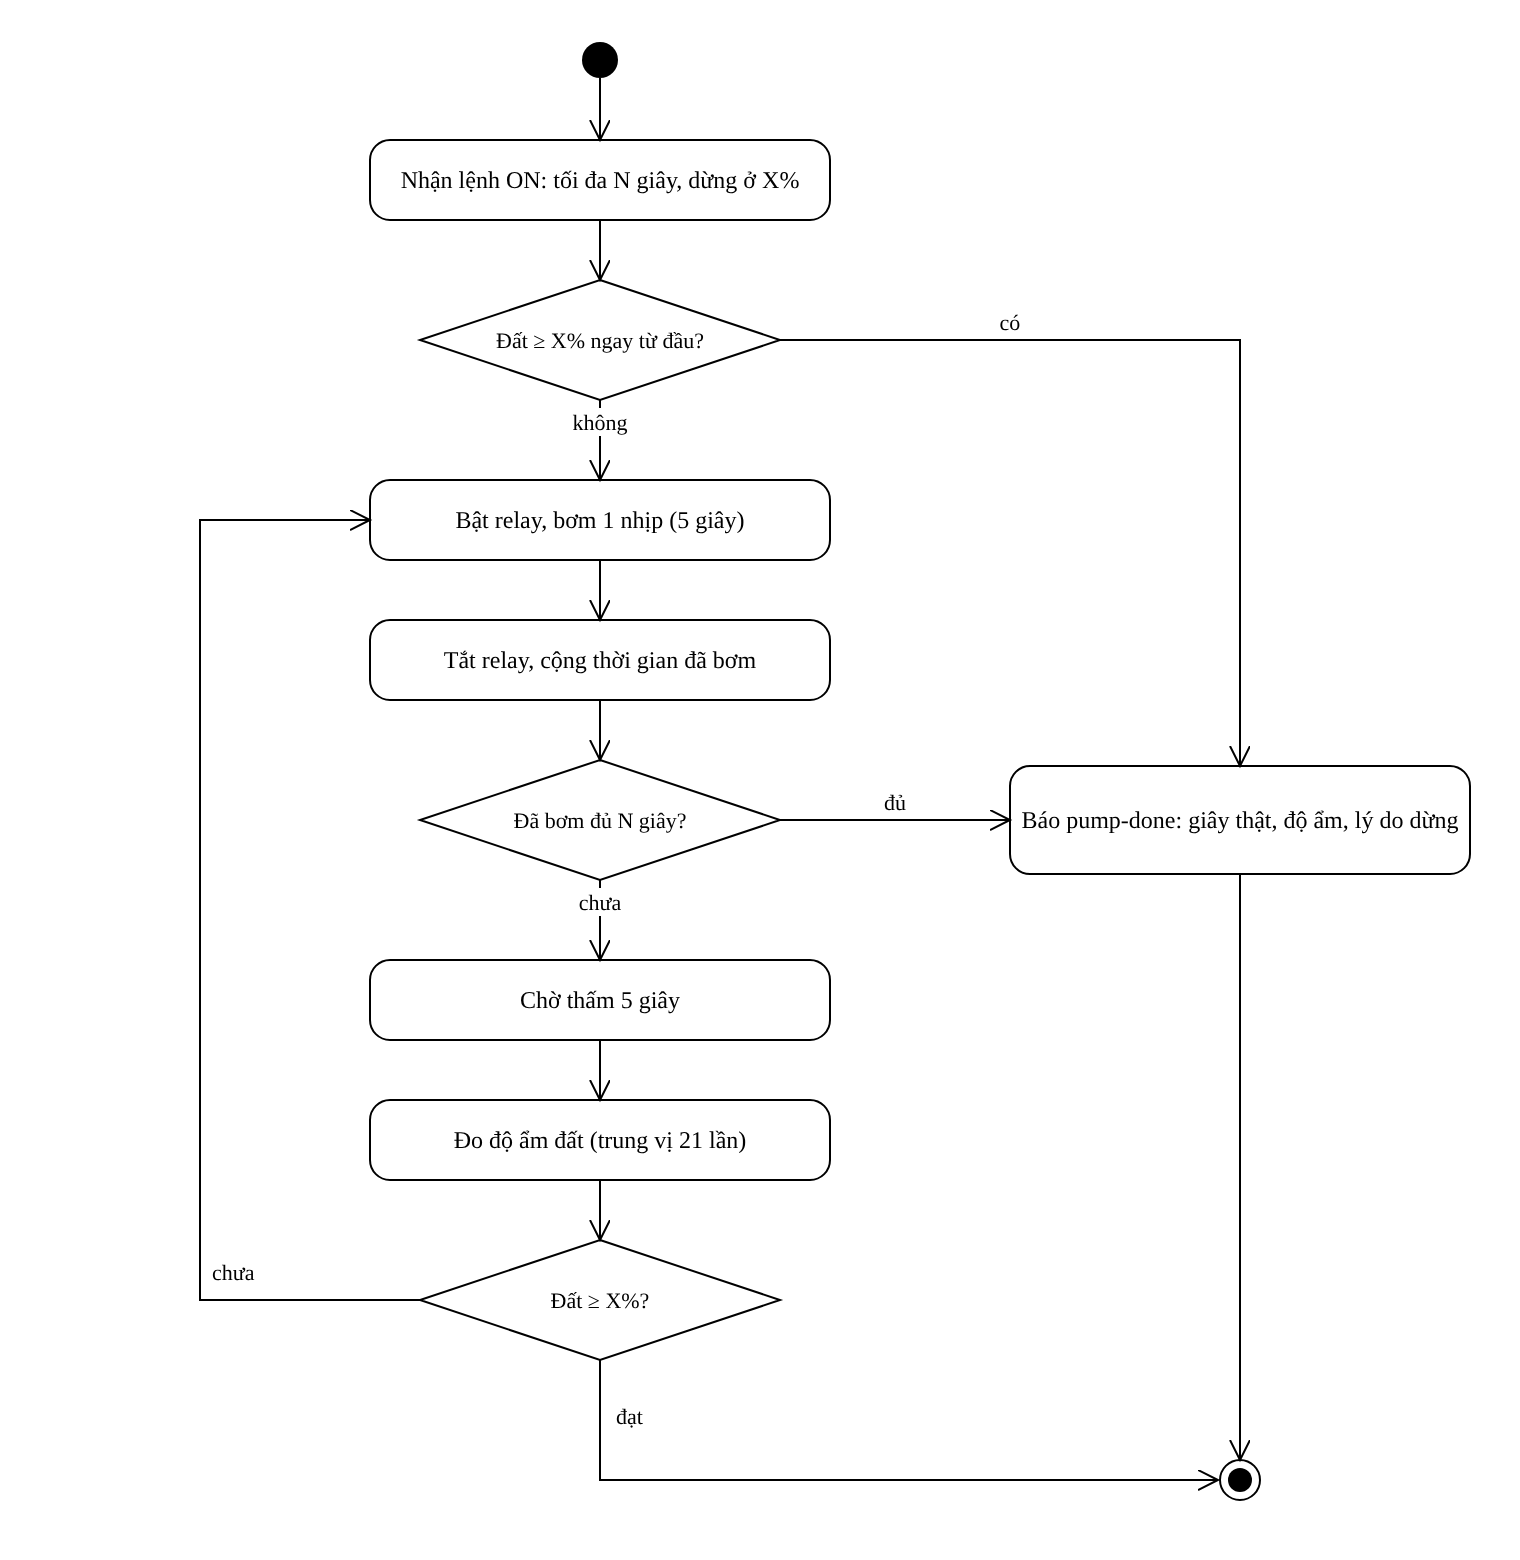 Nhận lệnh ON: tối đa N giây, dừng ở X%
Đất ≥ X% ngay từ đầu?
có
không
Bật relay, bơm 1 nhịp (5 giây)
Tắt relay, cộng thời gian đã bơm
Đã bơm đủ N giây?
đủ
Báo pump-done: giây thật, độ ẩm, lý do dừng
chưa
Chờ thấm 5 giây
Đo độ ẩm đất (trung vị 21 lần)
chưa
Đất ≥ X%?
đạt